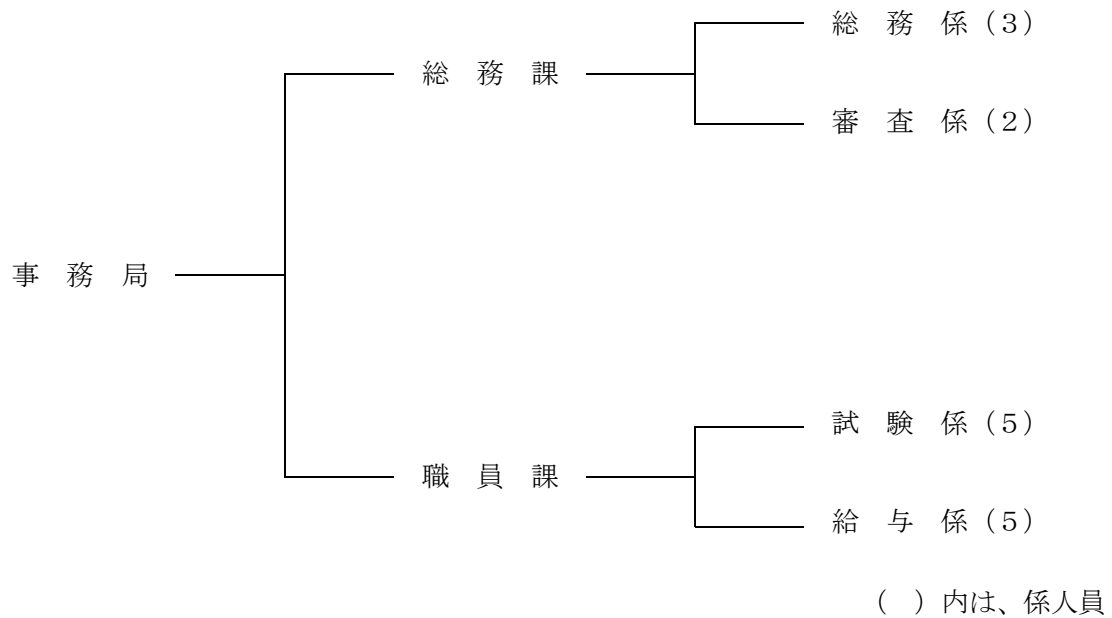 総　務　係（３）
総　務　課
審　査　係（２）
事　務　局
試　験　係（５）
職　員　課
給　与　係（５）
（　）内は、係人員